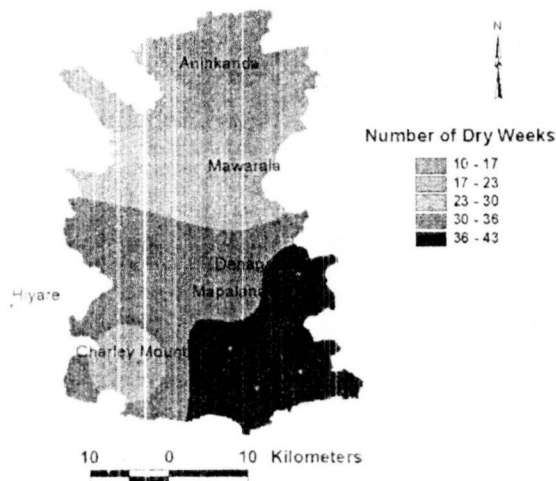 N
Aninkanda
Number of Dry Weeks
10 - 17
17 - 23
23 - 30
30 - 36
36 - 43
Mawarala
Mapalana
Hiyare
Charley Mount
10 0 10 Kilometers